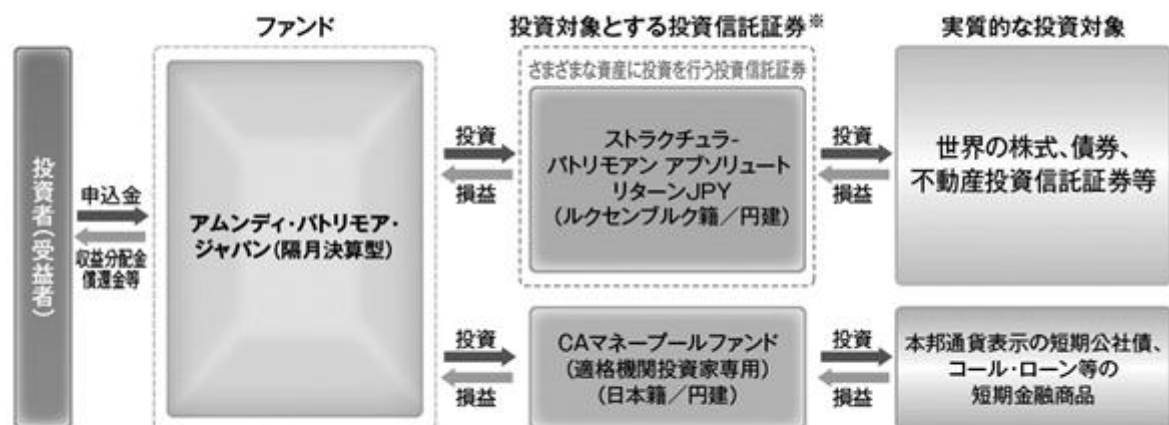 ファンド
投資対象とする投資信託証券※
実質的な投資対象
投資者(受益者)
申込金
収益分配金
償還金等
アムンディ・パトリモア・
ジャパン(隔月決算型)
投資
損益
さまざまな資産に投資を行う投資信託証券
ストラクチュラ-
パトリモアン アブソリュート
リターンJPY
(ルクセンブルク籍/円建)
投資
損益
世界の株式、債券、
不動産投資信託証券等
投資
損益
CAマネープールファンド
(適格機関投資家専用)
(日本籍/円建)
投資
損益
本邦通貨表示の短期公社債、
コール・ローン等の
短期金融商品